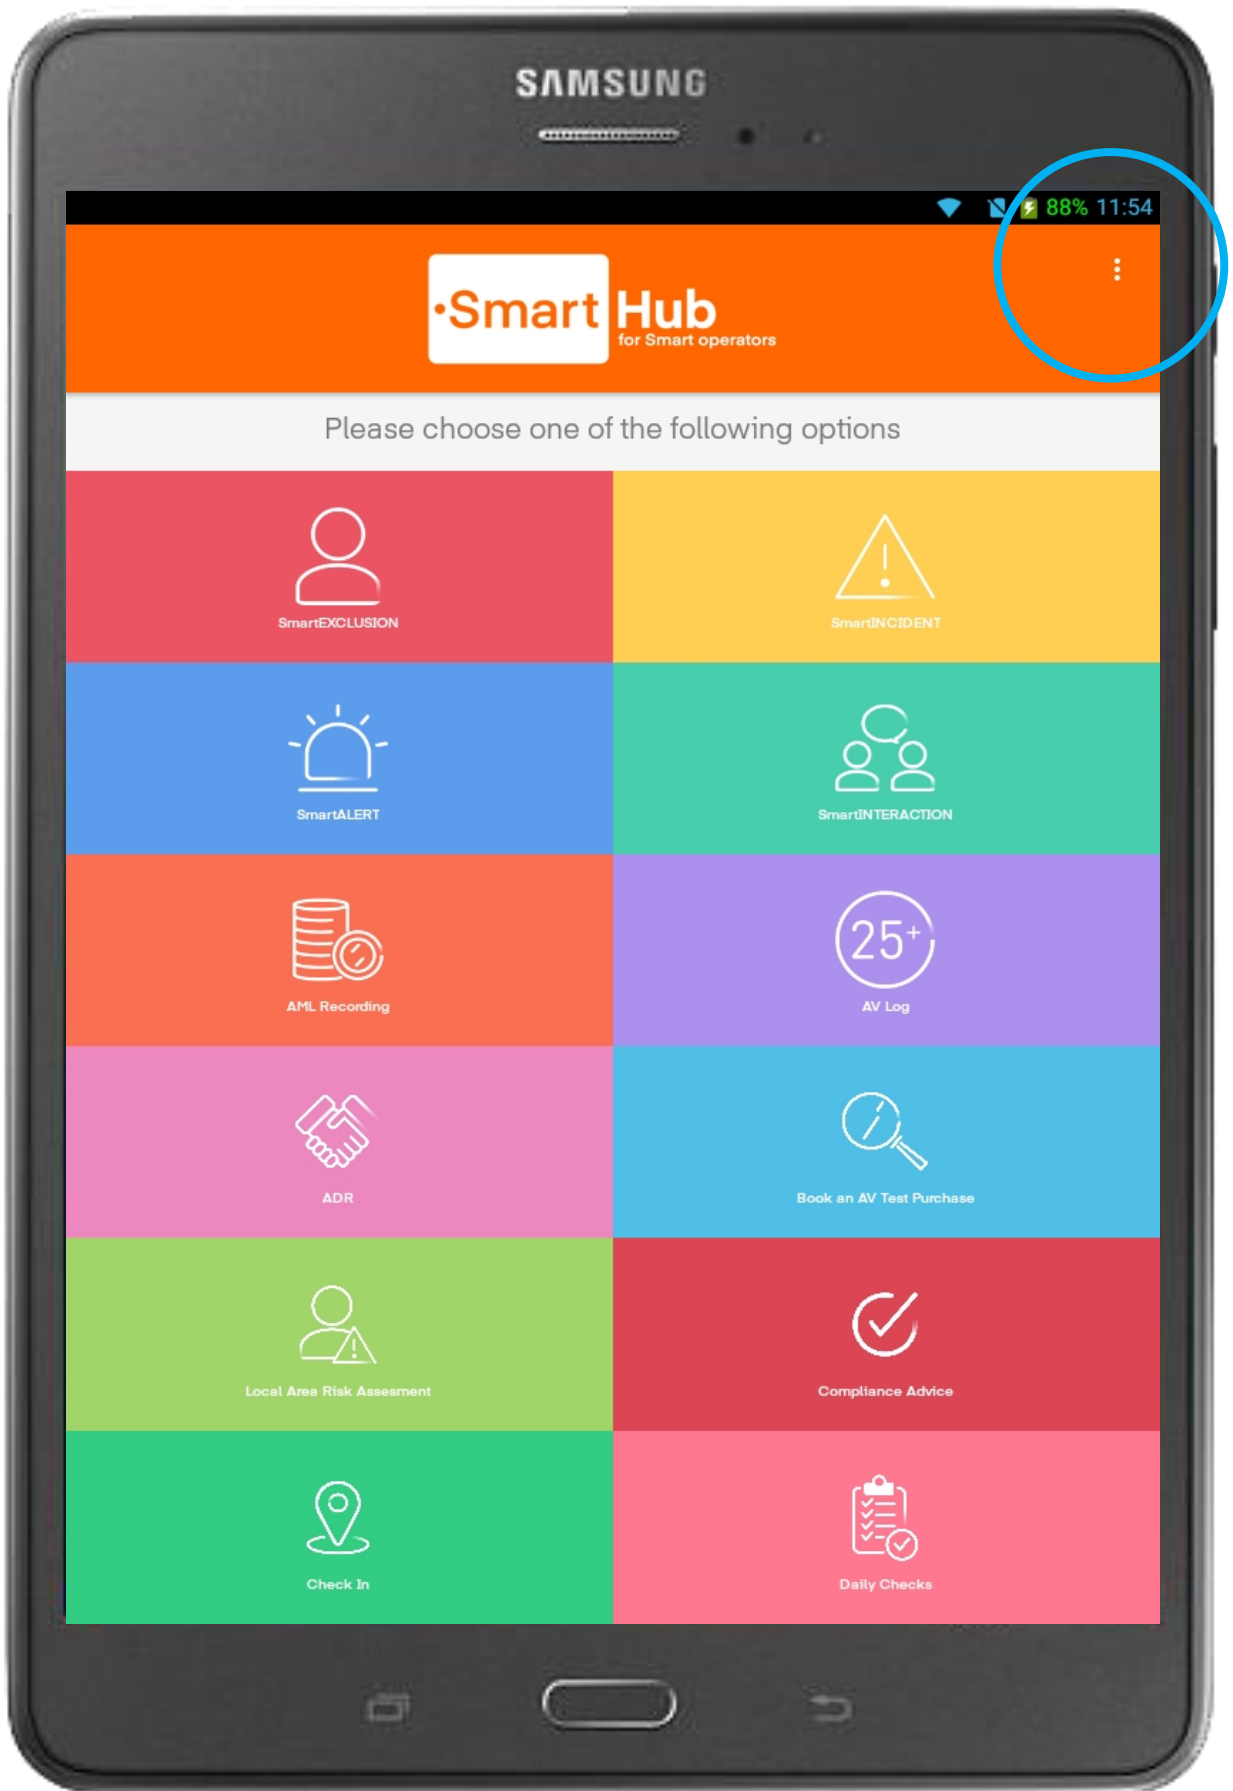 SAMSUNG
88% 11:54
·Smart Hub
for Smart operators
Please choose one of the following options
SmartEXCLUSION
SmartINCIDENT
SmartALERT
SmartINTERACTION
25+
AML Recording
AV Log
ADR
Book an AV Test Purchase
Local Area Risk Assesment
Compliance Advice
Check In
Daily Checks